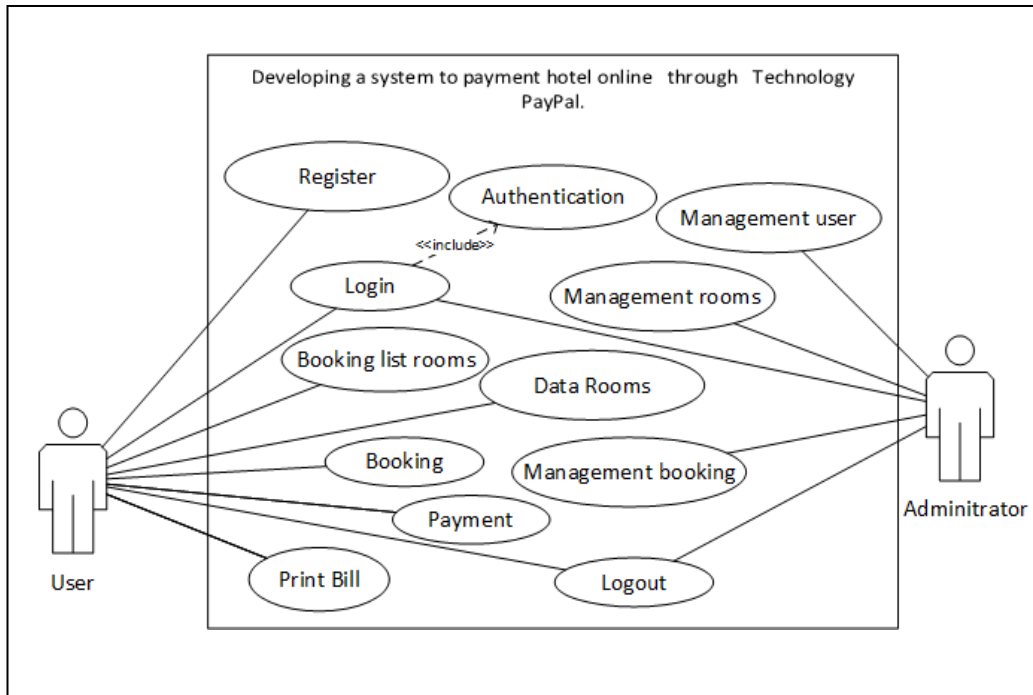 Developing a system to payment hotel online through Technology
PayPal.
Register
Authentication
Management user
<<include>>
Login
Management rooms
Booking list rooms
Data Rooms
Booking
Management booking
Adminitrator
Payment
User
Print Bill
Logout